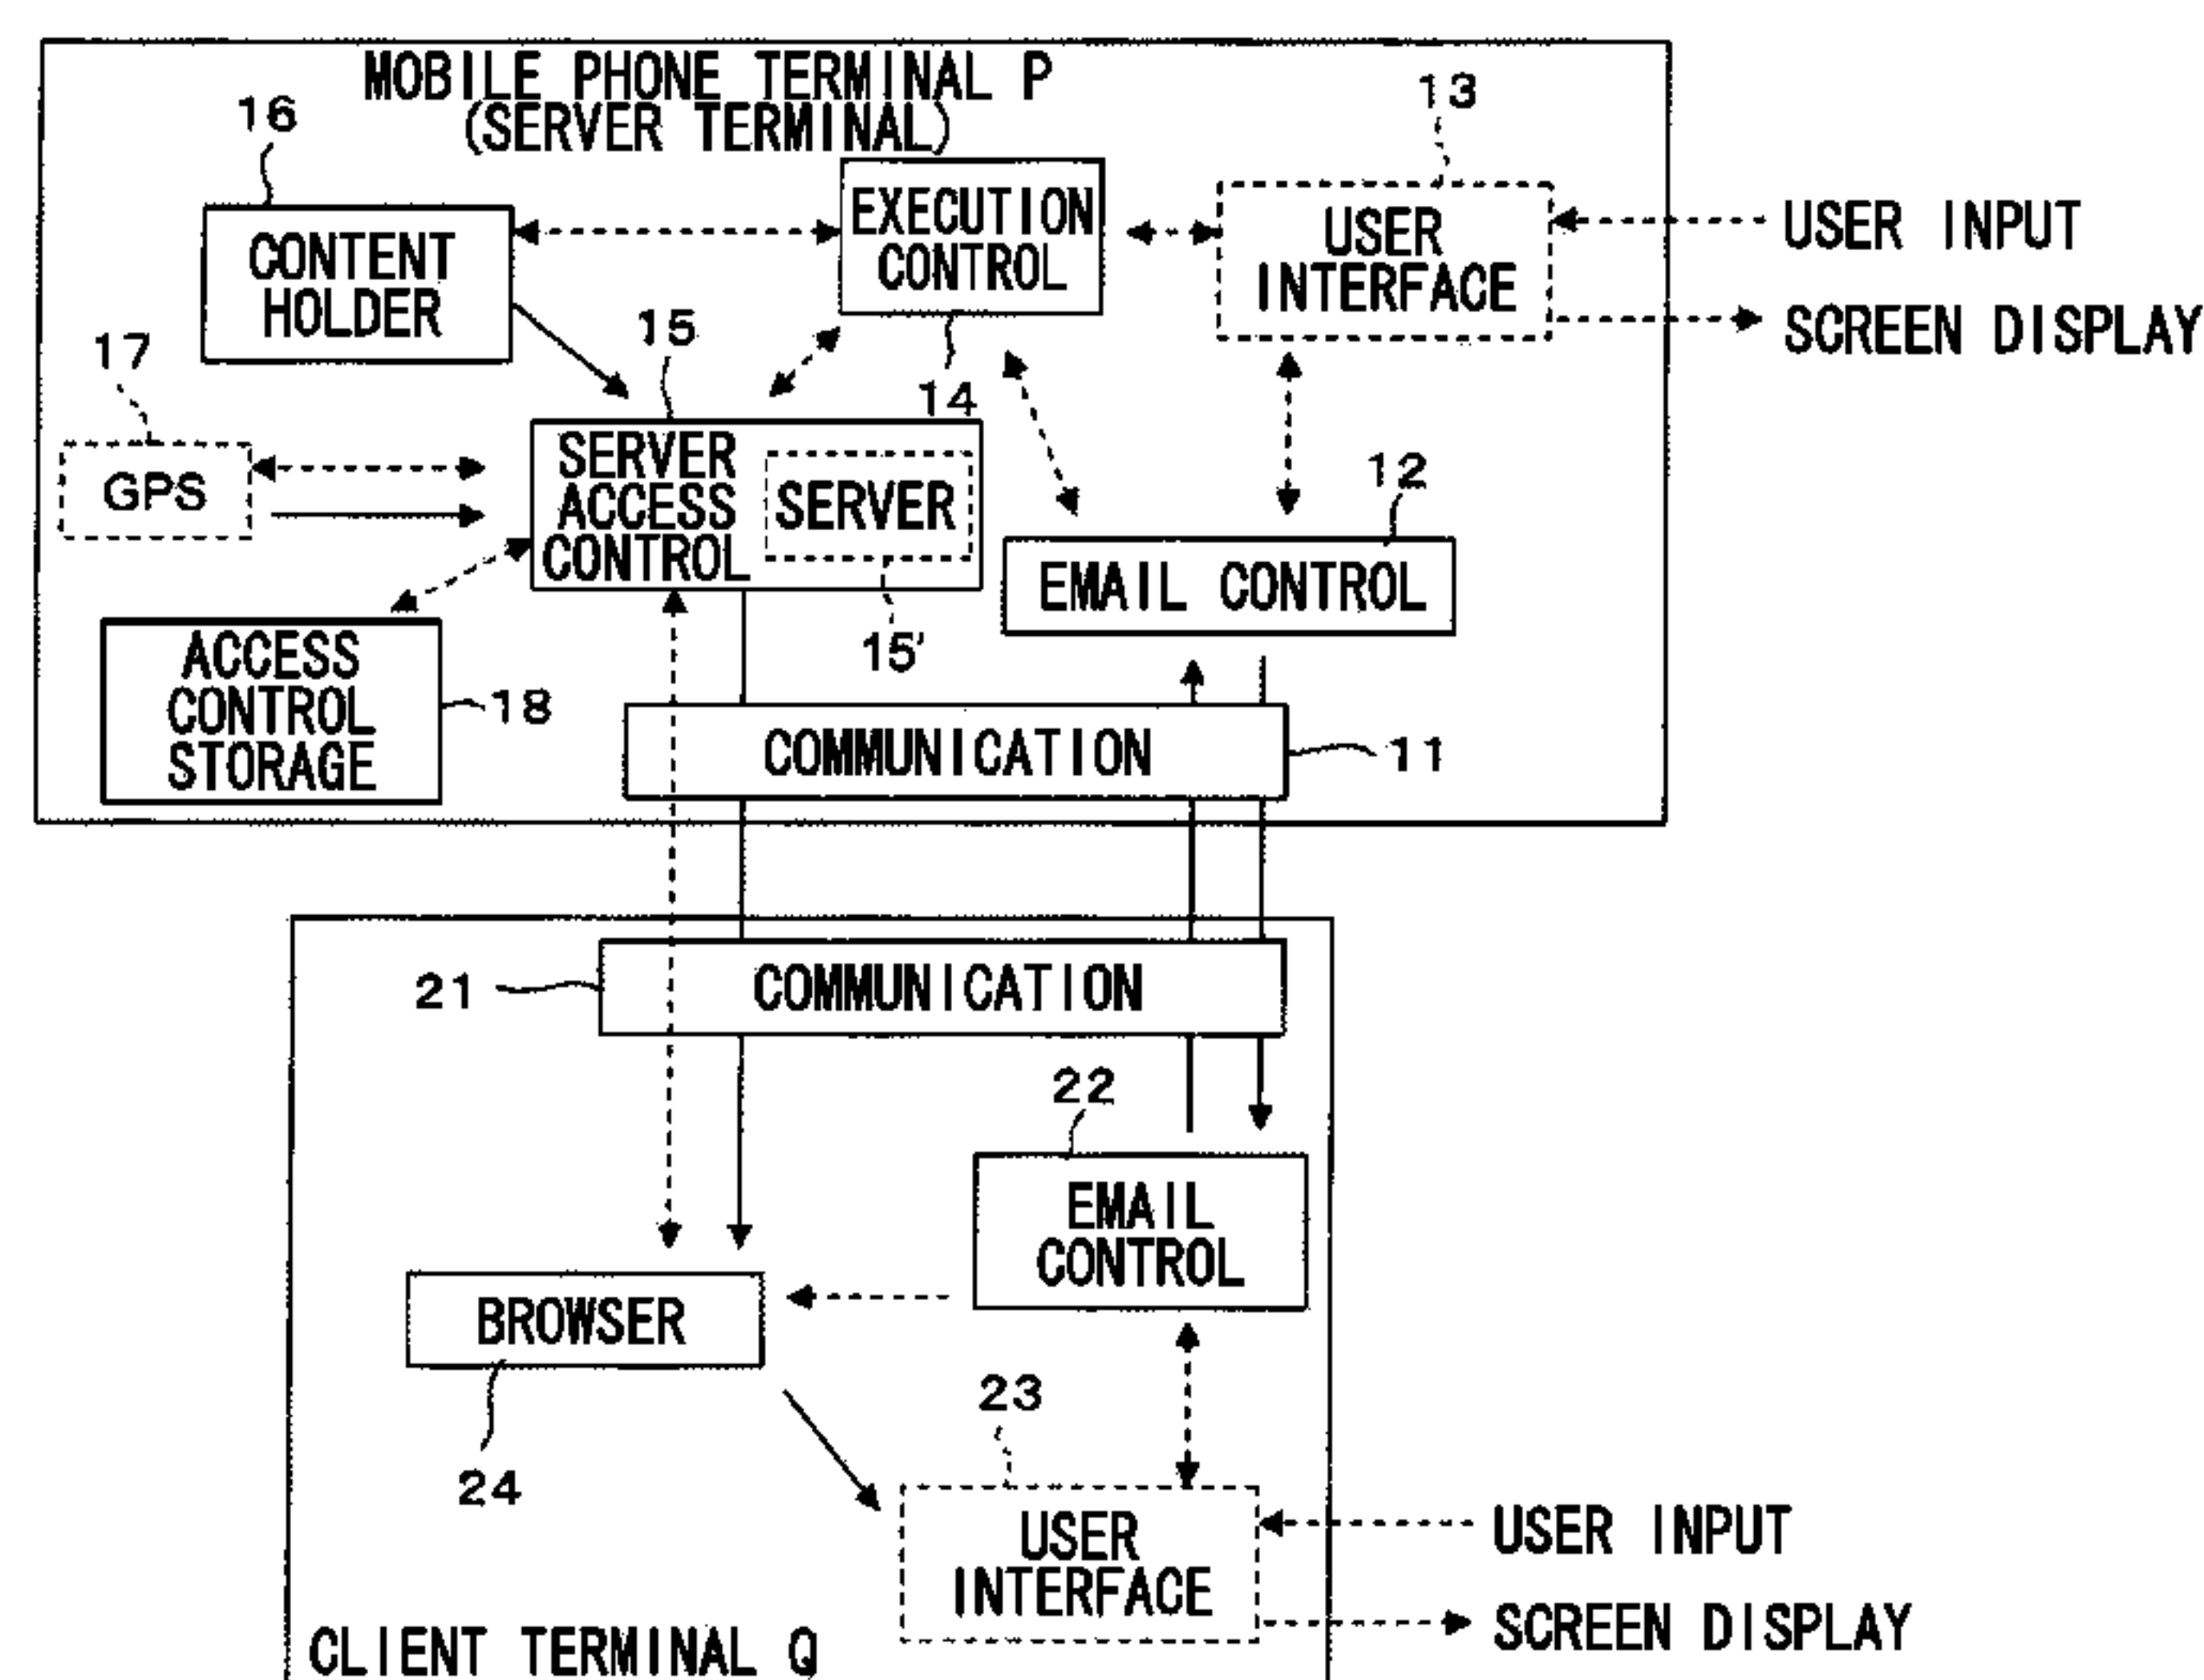 MOBILE PHONE TERMINAL P
(SERVER TERMINAL)
16
13
CONTENT
HOLDER
EXECUTION
CONTROL
USER
INTERFACE
USER INPUT
SCREEN DISPLAY
17
15
14
GPS
SERVER
ACCESS
CONTROL
SERVER
12
EMAIL CONTROL
15'
ACCESS
CONTROL
STORAGE
18
COMMUNICATION
11
21
COMMUNICATION
22
EMAIL
CONTROL
BROWSER
24
23
USER
INTERFACE
USER INPUT
SCREEN DISPLAY
CLIENT TERMINAL Q